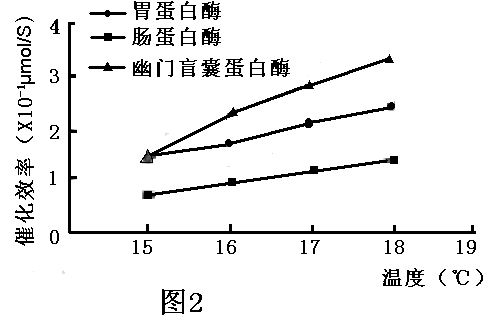 胃蛋白酶
肠蛋白酶
幽门盲囊蛋白酶
催化效率（X10⁻¹μmol/S）
4
3
2
1
0
15 16 17 18 19
温度（℃）
图2